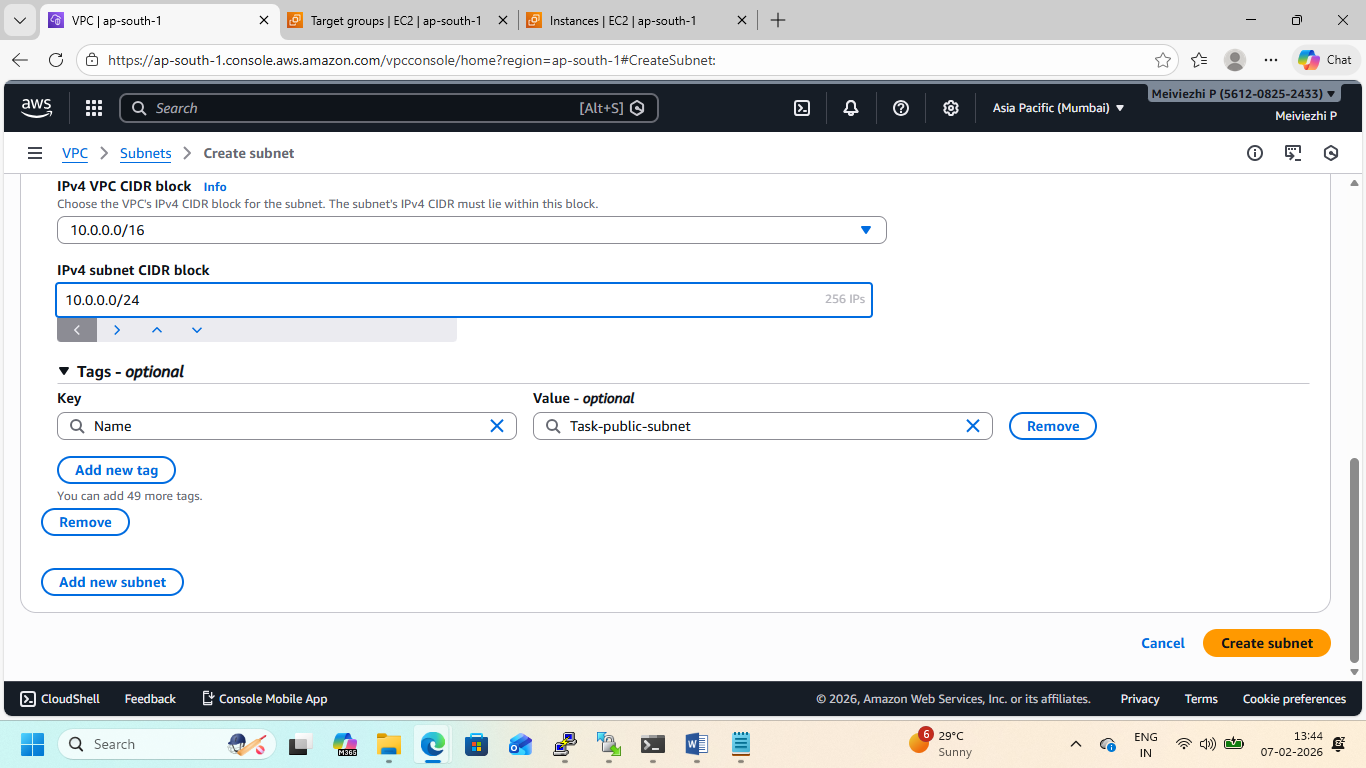 VPC | ap-south-1
Target groups | EC2 | ap-south-1
Instances | EC2 | ap-south-1
https://ap-south-1.console.aws.amazon.com/vpcconsole/home?region=ap-south-1#CreateSubnet:
Chat
aws
Search
[Alt+S]
Asia Pacific (Mumbai)
Meiviezhi P (5612-0825-2433)
Meiviezhi P
VPC
Subnets
Create subnet
IPv4 VPC CIDR block Info
Choose the VPC's IPv4 CIDR block for the subnet. The subnet's IPv4 CIDR must lie within this block.
10.0.0.0/16
IPv4 subnet CIDR block
10.0.0.0/24
256 IPs
Tags - optional
Key
Value - optional
Name
Task-public-subnet
Remove
Add new tag
You can add 49 more tags.
Remove
Add new subnet
Cancel
Create subnet
CloudShell
Feedback
Console Mobile App
© 2026, Amazon Web Services, Inc. or its affiliates.
Privacy
Terms
Cookie preferences
Search
M365
6
29°C
Sunny
ENG
IN
13:44
07-02-2026